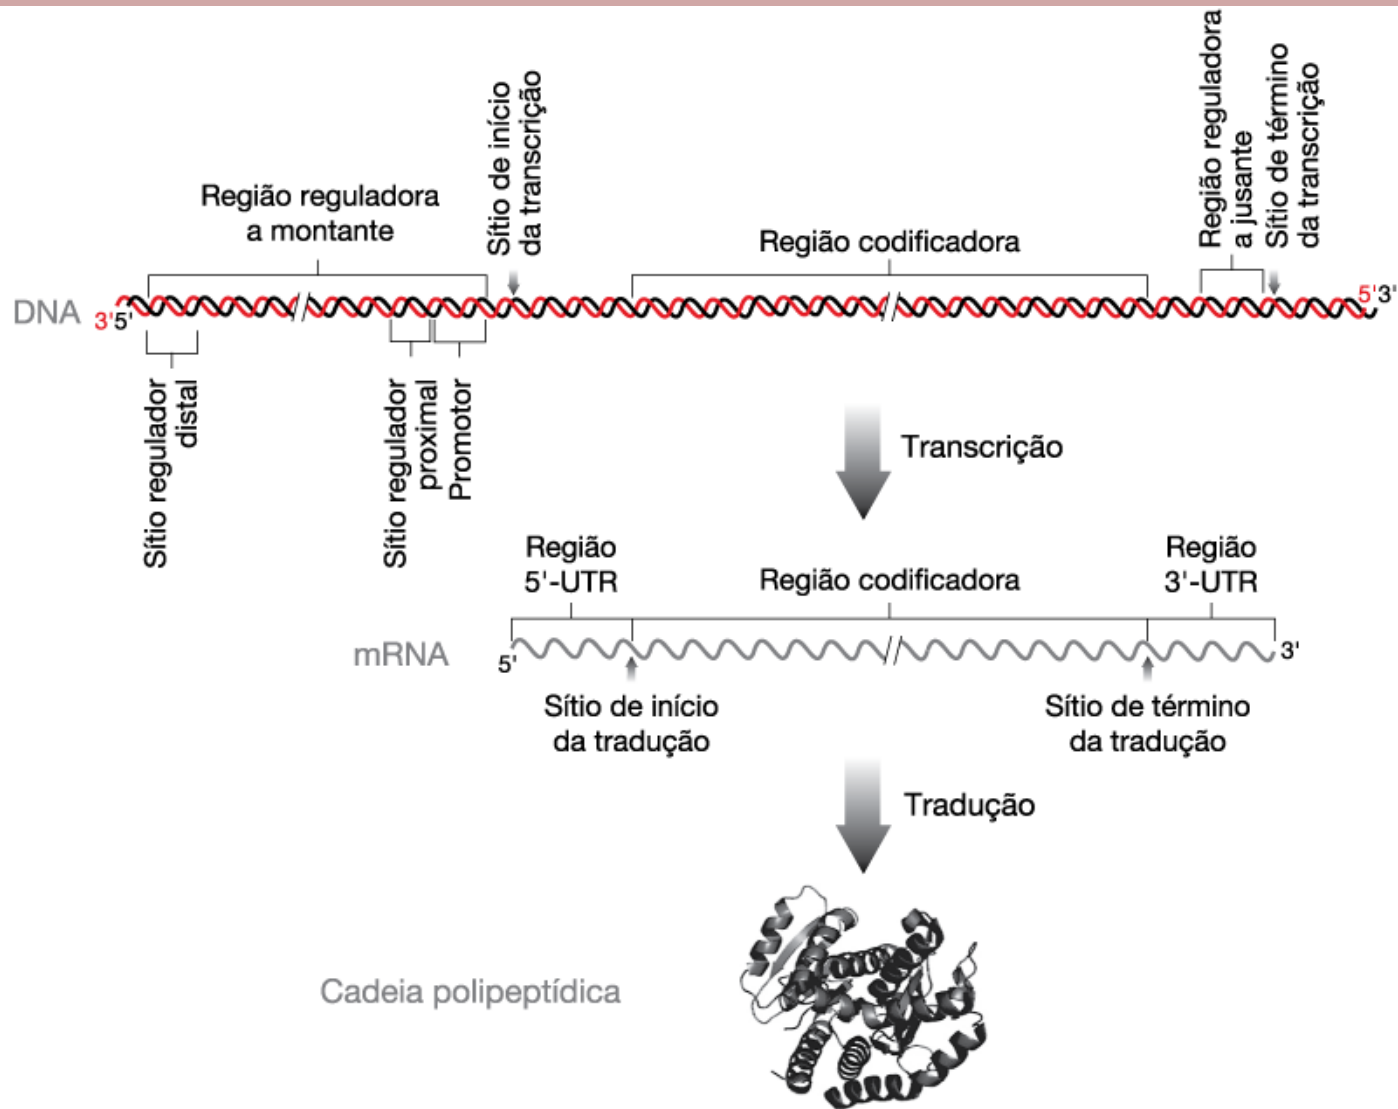 Região reguladora
a montante
Sítio de início
da transcrição
Região codificadora
Região reguladora
a jusante
Sítio de término
da transcrição
DNA
3'5'
5'3'
Sítio regulador
distal
Sítio regulador
proximal
Promotor
Transcrição
Região
5'-UTR
Região codificadora
Região
3'-UTR
mRNA
5'
3'
Sítio de início
da tradução
Sítio de término
da tradução
Tradução
Cadeia polipeptídica